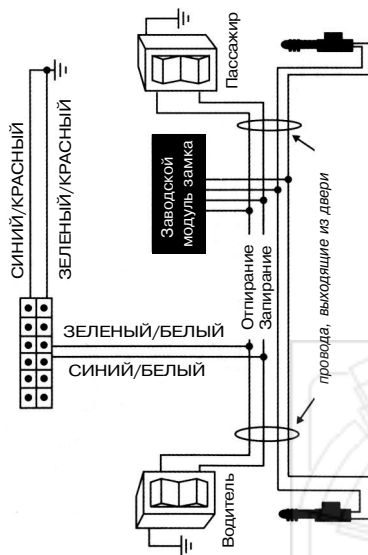 СИНИЙ/КРАСНЫЙ
ЗЕЛЕНЫЙ/КРАСНЫЙ
ЗЕЛЕНЫЙ/БЕЛЫЙ
СИНИЙ/БЕЛЫЙ
Пассажир
Заводской
модуль замка
Отпирание
Запирание
провода, выходящие из двери
Водитель